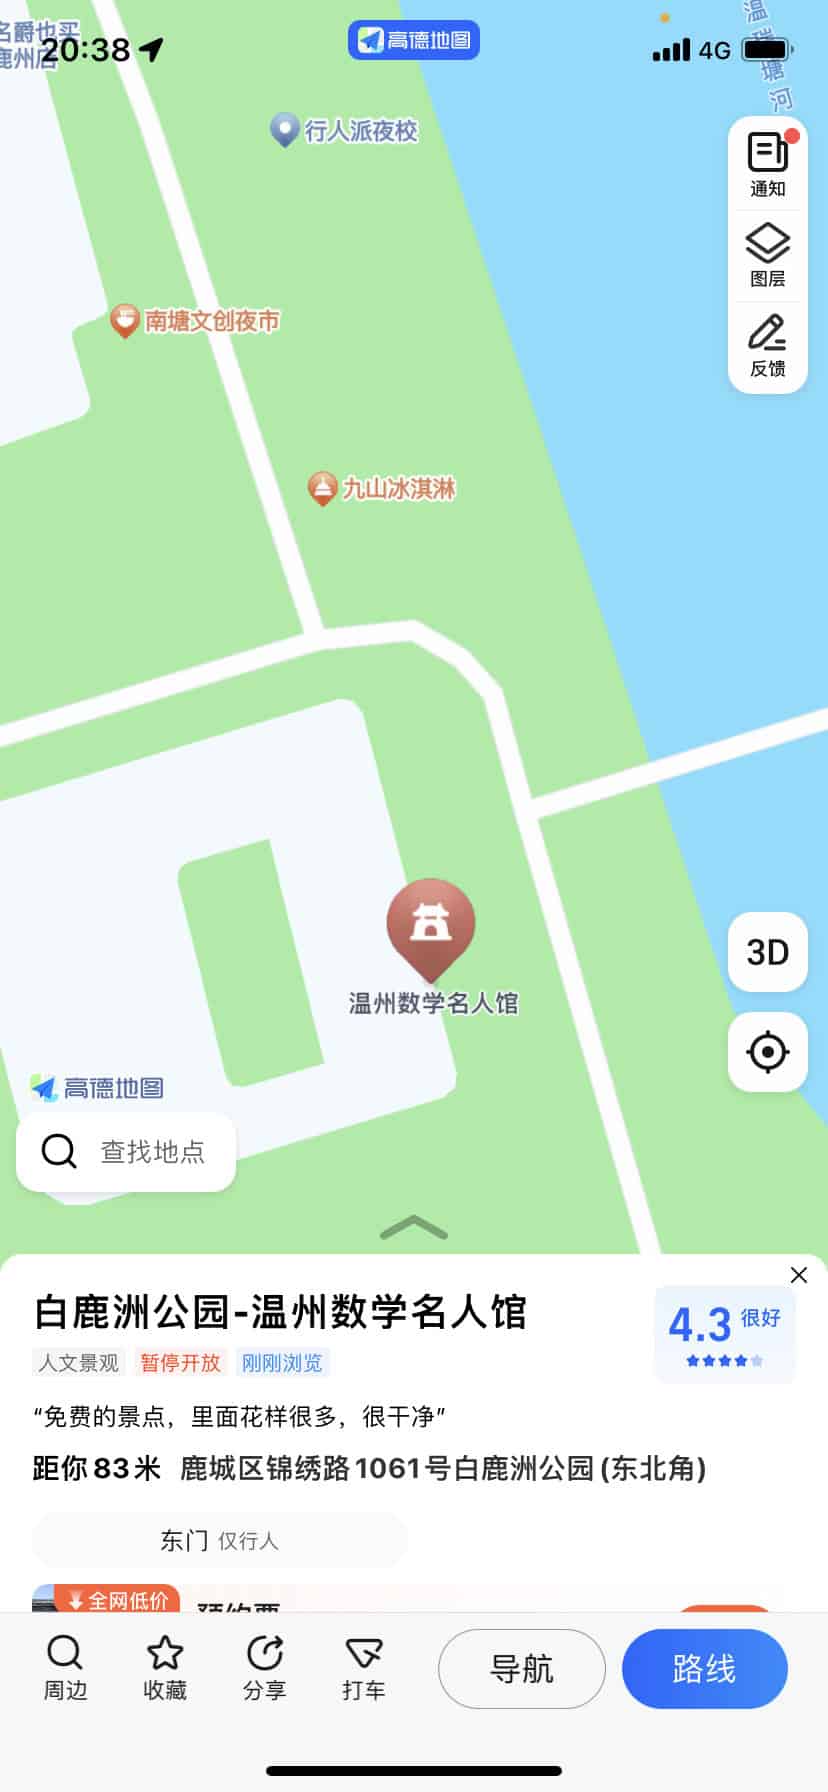 名爵也买
鹿州店
20:38
高德地图
4G
温瑞塘河
行人派夜校
通知
图层
南塘文创夜市
反馈
九山冰淇淋
3D
温州数学名人馆
高德地图
查找地点
白鹿洲公园-温州数学名人馆
4.3 很好
人文景观 暂停开放 刚刚浏览
“免费的景点，里面花样很多，很干净”
距你83米 鹿城区锦绣路1061号白鹿洲公园(东北角)
东门 仅行人
全网低价
预约票
周边 收藏 分享 打车 导航 路线